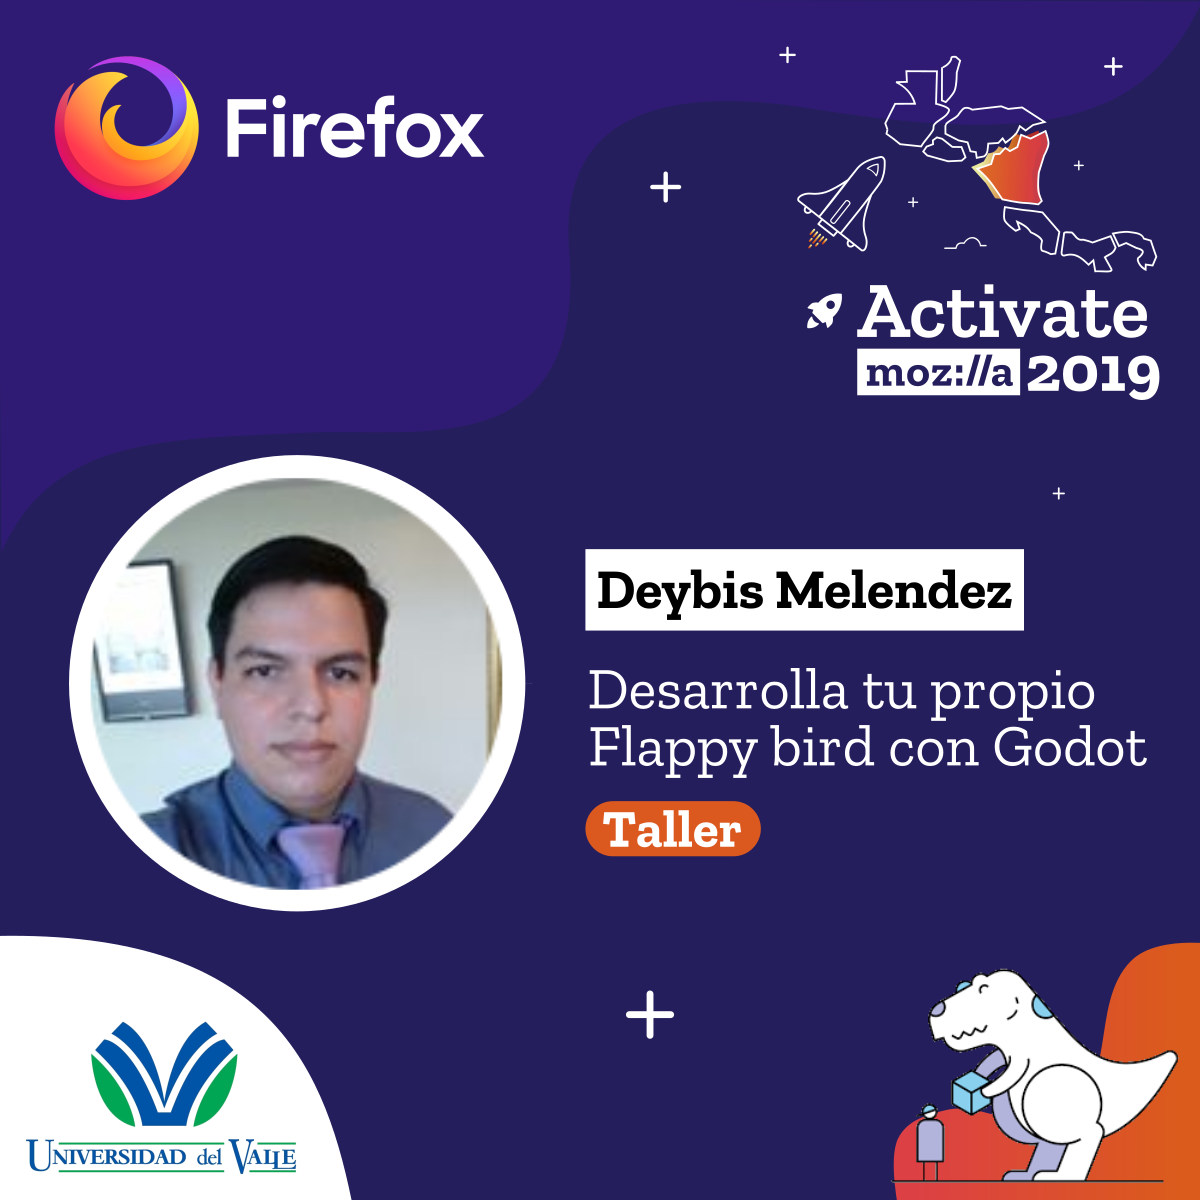 Firefox
Activate
moz://a 2019
Deybis Melendez
Desarrolla tu propio
Flappy bird con Godot
Taller
UNIVERSIDAD del VALLE